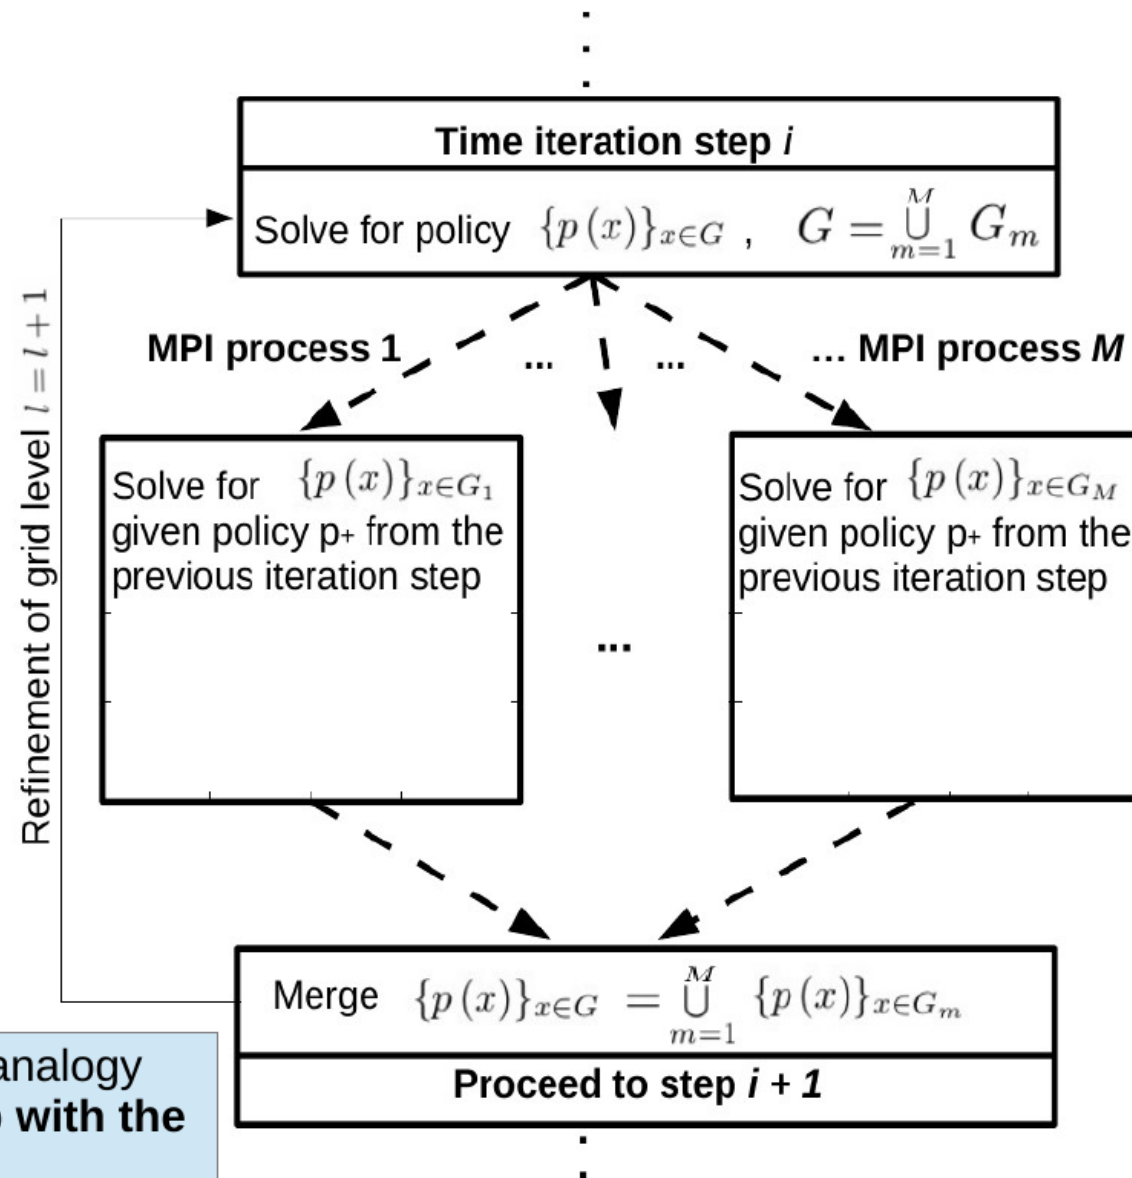 Time iteration step i
Solve for policy {p(x)}_{x∈G} , G = ⋃_{m=1}^{M} G_m
MPI process 1 ... ... ... MPI process M
Refinement of grid level l = l + 1
Solve for {p(x)}_{x∈G_1}
given policy p+ from the
previous iteration step
...
Solve for {p(x)}_{x∈G_M}
given policy p+ from the
previous iteration step
Merge {p(x)}_{x∈G} = ⋃_{m=1}^{M} {p(x)}_{x∈G_m}
Proceed to step i + 1
analogy
with the